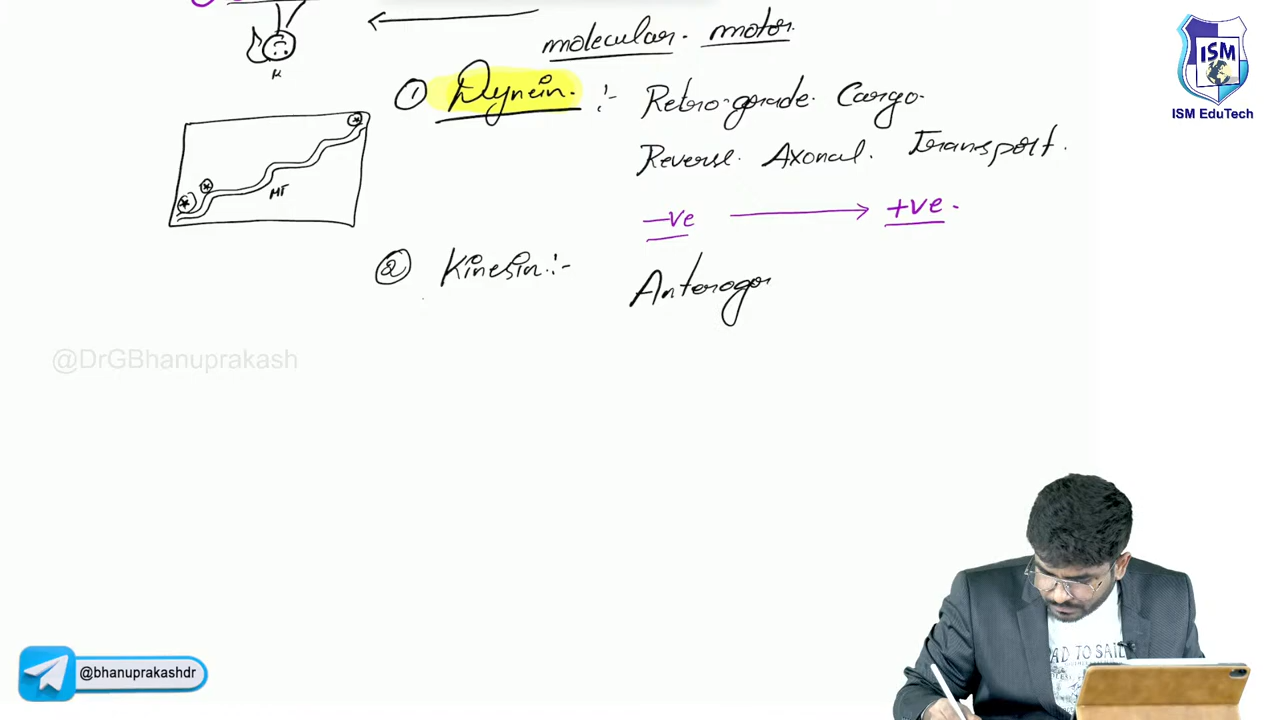 molecular. motor.
① Dynein. :- Retro-grade. Cargo.
Reverse. Axonal. Transport.
MT
-ve → +ve.
② Kinesin :- Anterogor
@DrGBhanuprakash
@bhanuprakashdr
ISM
ISM EduTech